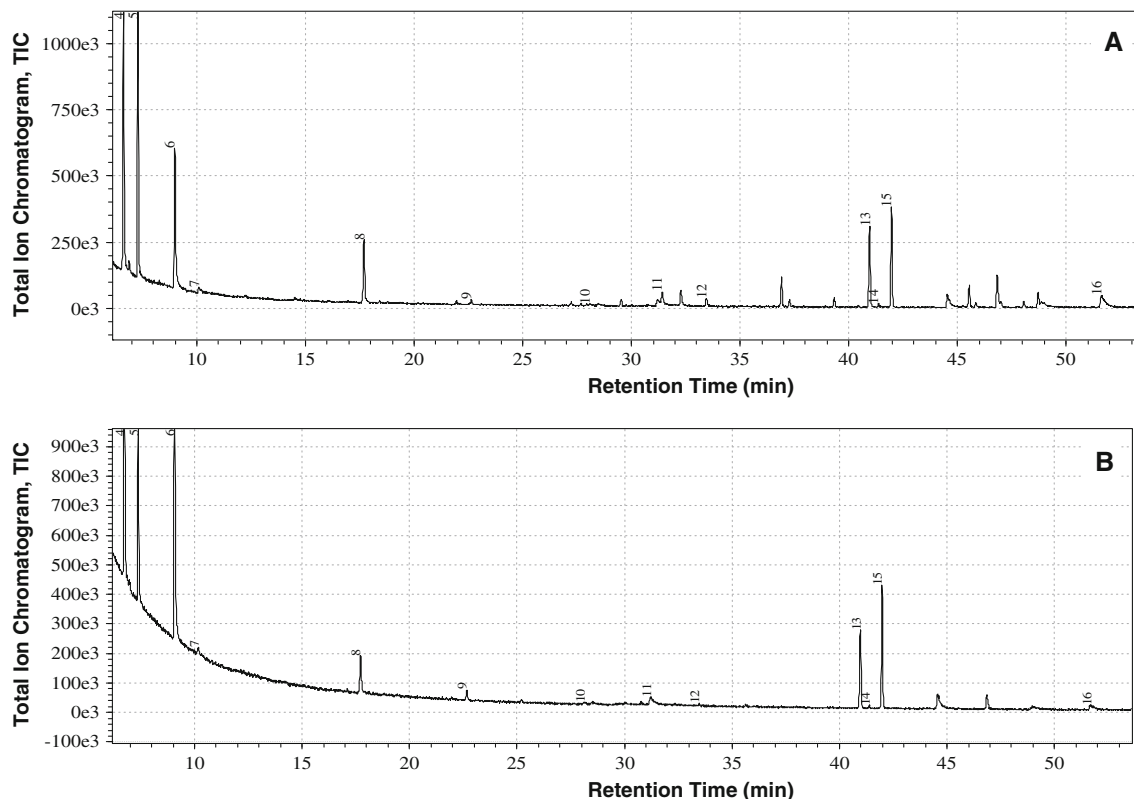 A
Total Ion Chromatogram, TIC
1000e3
750e3
500e3
250e3
0e3
4
5
6
7
8
9
10
11
12
13
14
15
16
10 15 20 25 30 35 40 45 50
Retention Time (min)
B
Total Ion Chromatogram, TIC
900e3
800e3
700e3
600e3
500e3
400e3
300e3
200e3
100e3
0e3
-100e3
4
5
6
7
8
9
10
11
12
13
14
15
16
10 15 20 25 30 35 40 45 50
Retention Time (min)